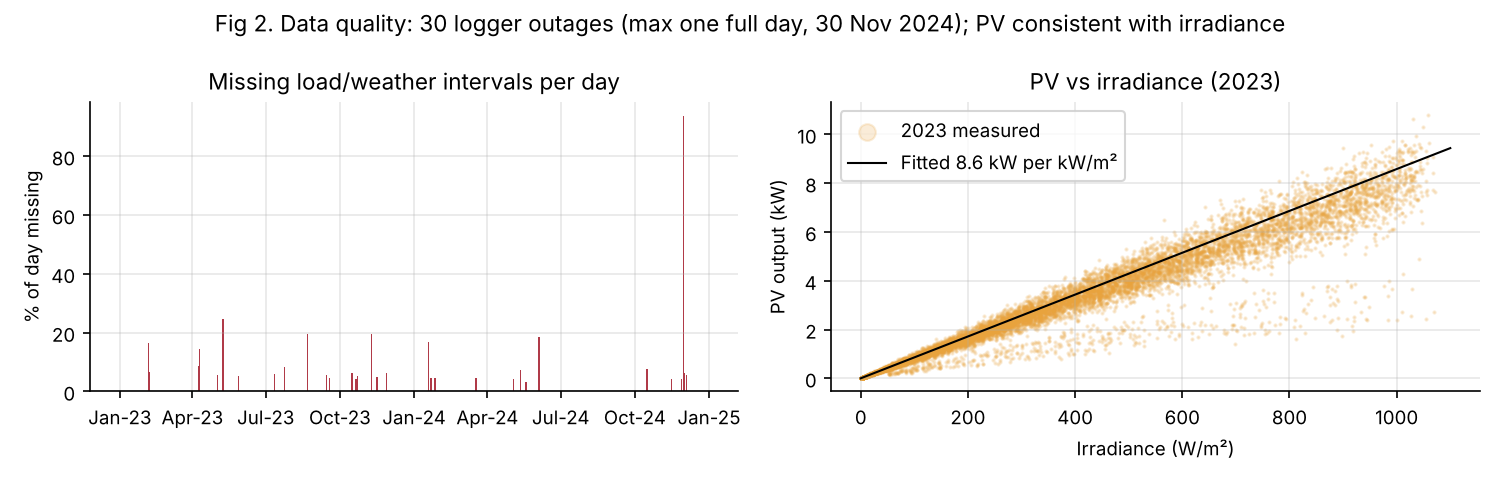 Fig 2. Data quality: 30 logger outages (max one full day, 30 Nov 2024); PV consistent with irradiance
Missing load/weather intervals per day
% of day missing
80
60
40
20
0
Jan-23 Apr-23 Jul-23 Oct-23 Jan-24 Apr-24 Jul-24 Oct-24 Jan-25
PV vs irradiance (2023)
2023 measured
Fitted 8.6 kW per kW/m²
PV output (kW)
10
8
6
4
2
0
0 200 400 600 800 1000
Irradiance (W/m²)